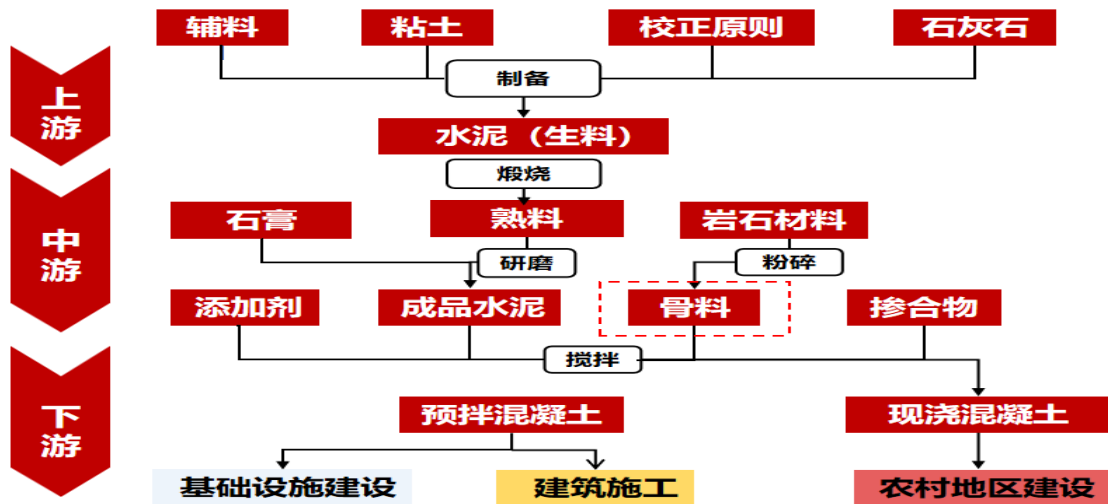 辅料
粘土
校正原则
石灰石
制备
上游
水泥（生料）
煅烧
石膏
熟料
岩石材料
中游
研磨
粉碎
添加剂
成品水泥
骨料
掺合物
搅拌
下游
预拌混凝土
现浇混凝土
基础设施建设
建筑施工
农村地区建设